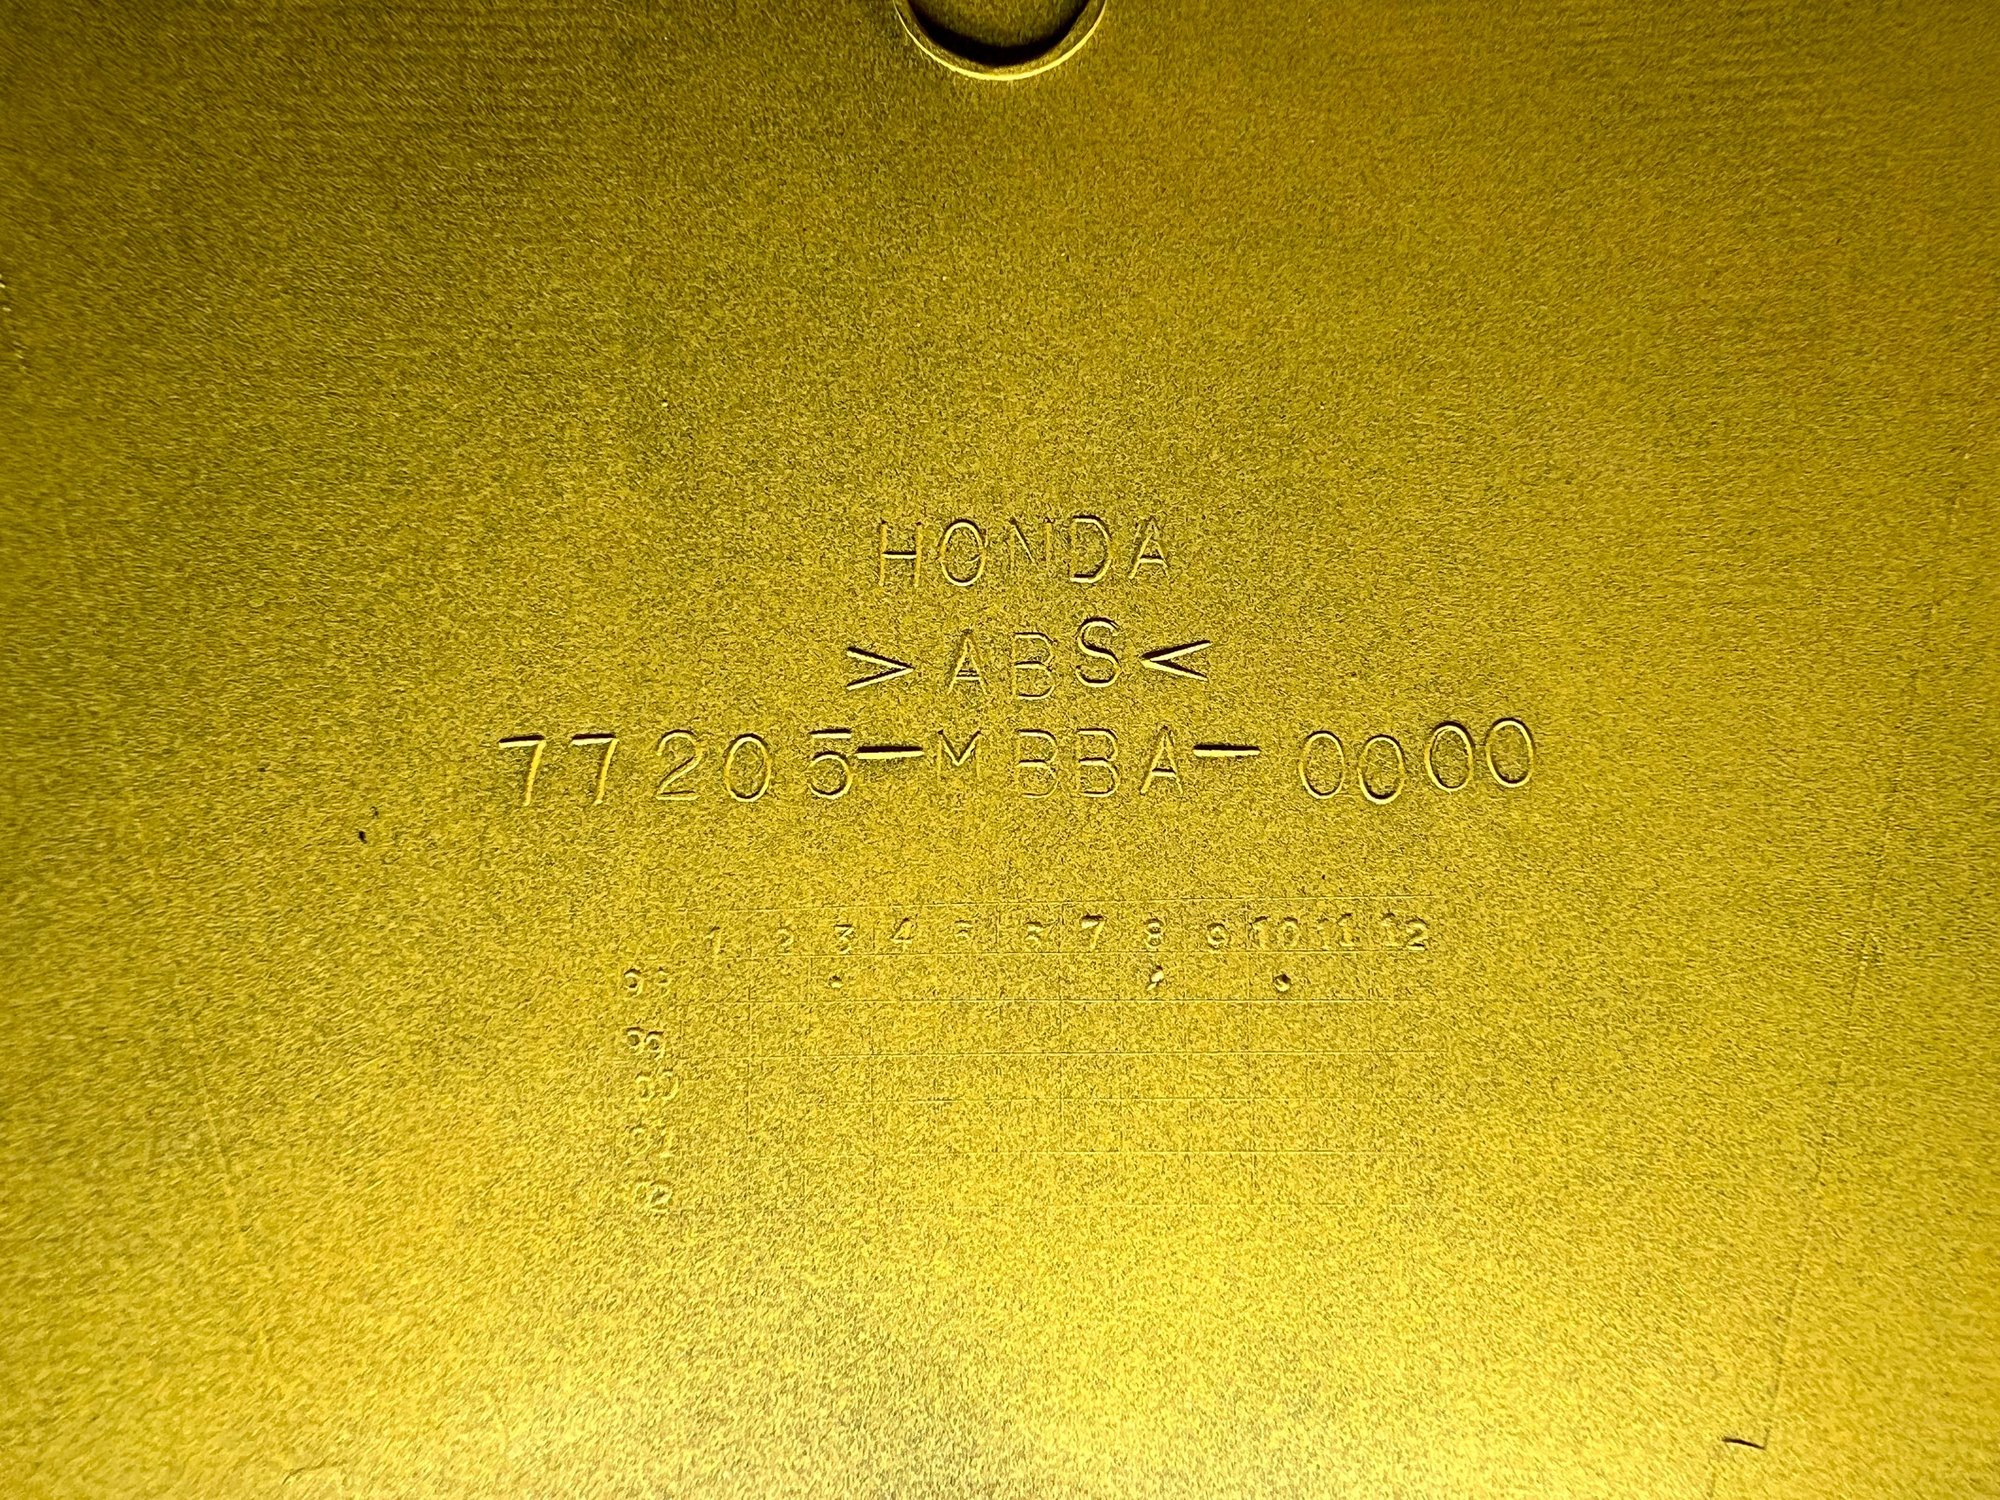 HONDA
>ABS<
77205-MBBA-0000
1 2 3 4 5 6 7 8 9 10 11 12